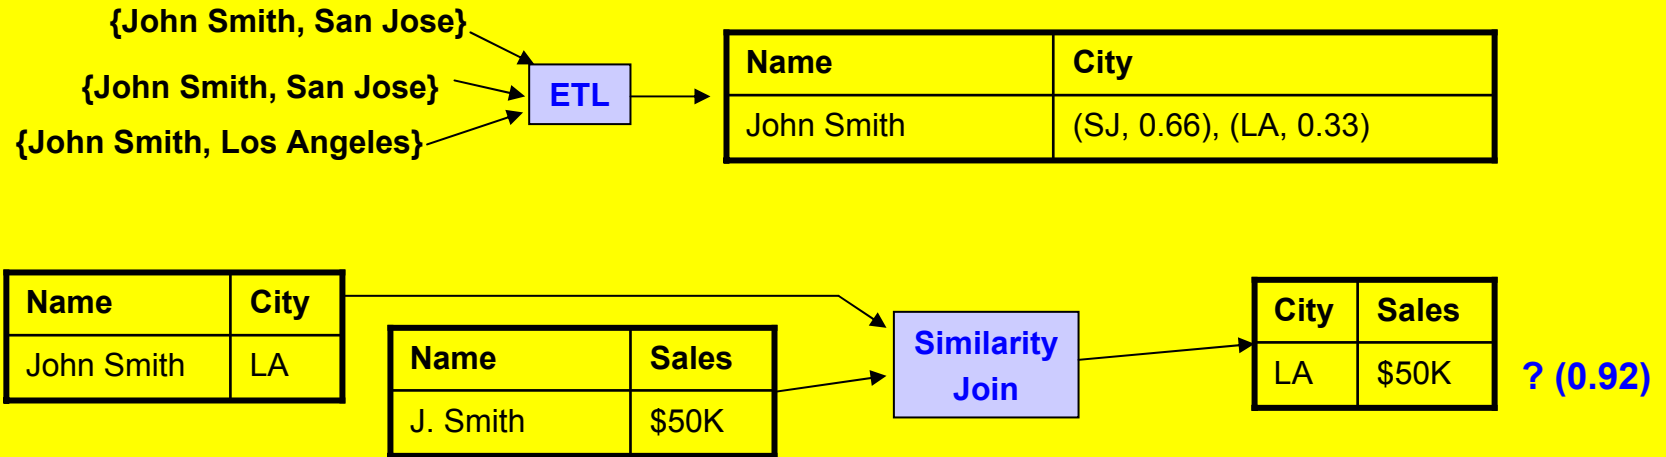 {John Smith, San Jose}
{John Smith, San Jose}
{John Smith, Los Angeles}
ETL
Name City
John Smith (SJ, 0.66), (LA, 0.33)
Name City
John Smith LA
Name Sales
J. Smith $50K
Similarity
Join
City Sales
LA $50K
? (0.92)